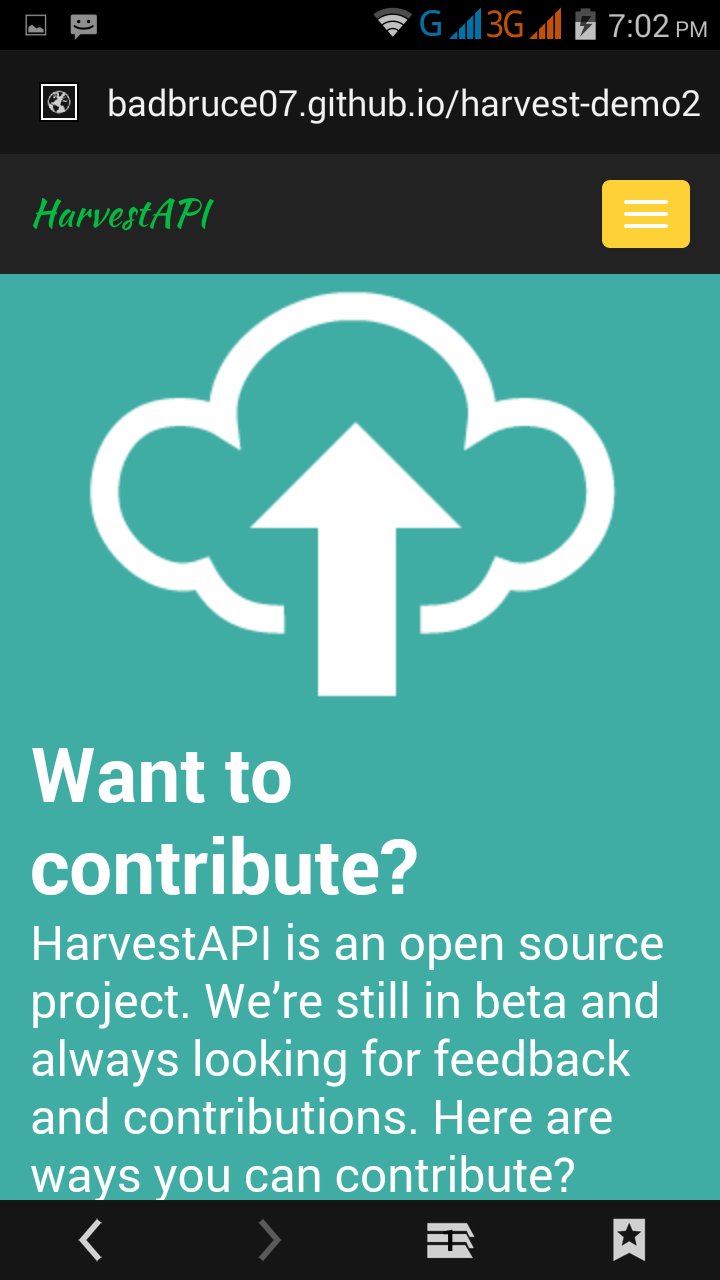 G 3G 7:02 PM
badbruce07.github.io/harvest-demo2
HarvestAPI
Want to
contribute?
HarvestAPI is an open source
project. We’re still in beta and
always looking for feedback
and contributions. Here are
ways you can contribute?
1